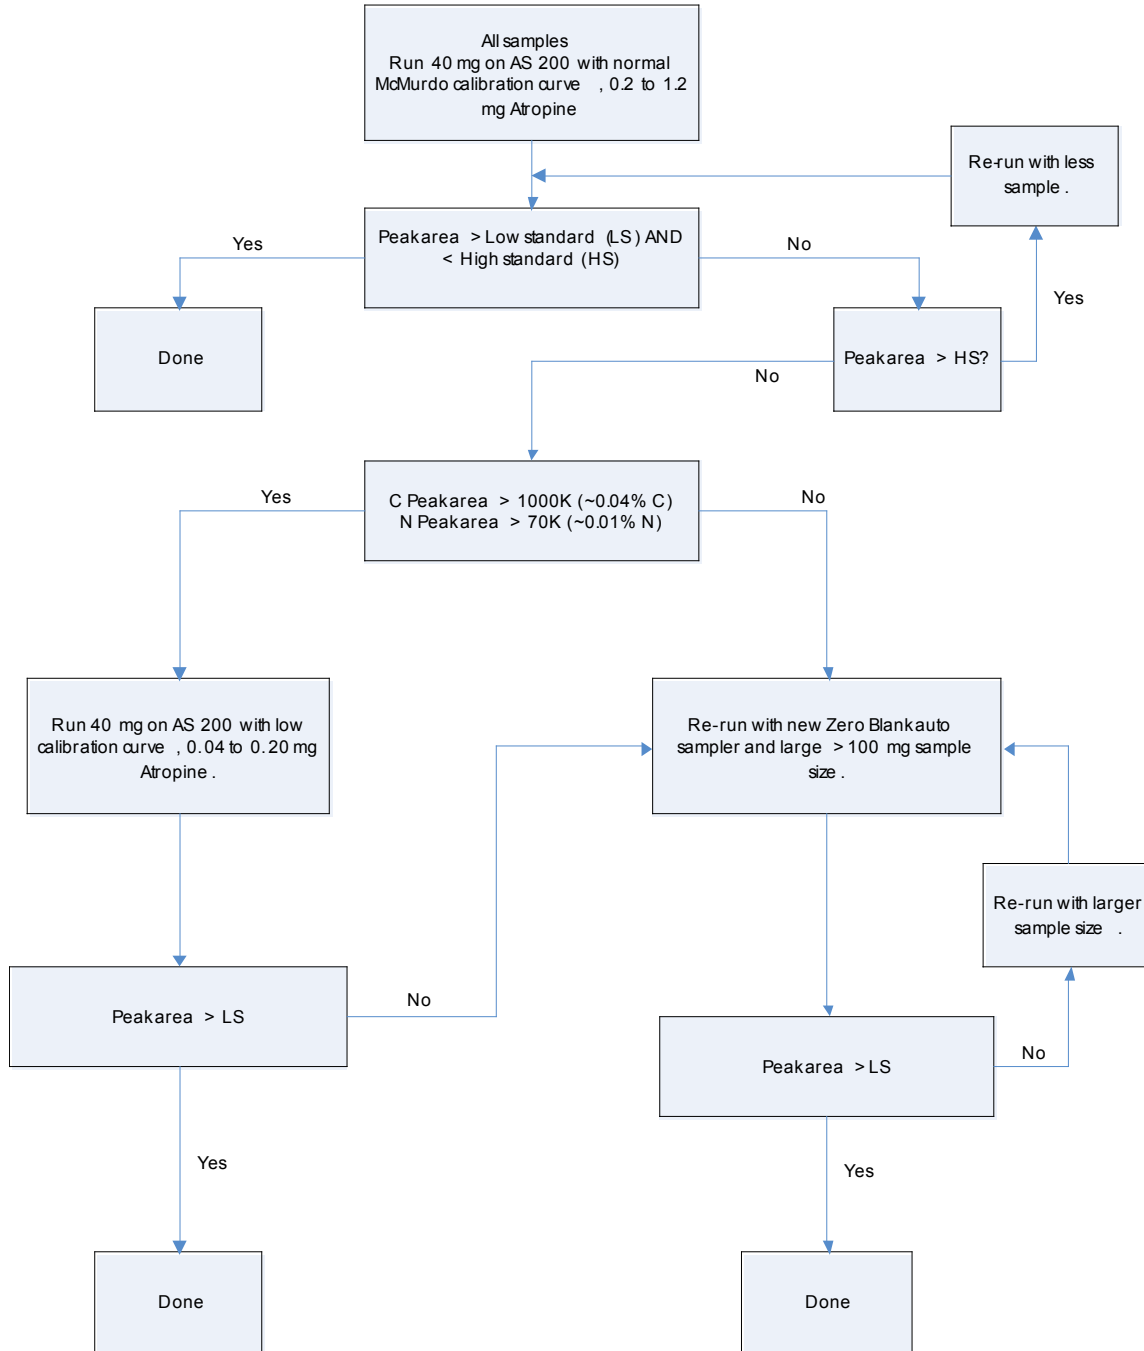 All samples
Run 40 mg on AS 200 with normal
McMurdo calibration curve , 0.2 to 1.2
mg Atropine
Re-run with less
sample .
Yes
Peakarea > Low standard (LS) AND
< High standard (HS)
No
Yes
Done
Peakarea > HS?
No
Yes
C Peakarea > 1000K (~0.04% C)
N Peakarea > 70K (~0.01% N)
No
Run 40 mg on AS 200 with low
calibration curve , 0.04 to 0.20 mg
Atropine .
Re-run with new Zero Blankauto
sampler and large > 100 mg sample
size .
Re-run with larger
sample size .
Peakarea > LS
No
Peakarea > LS
No
Yes
Yes
Done
Done